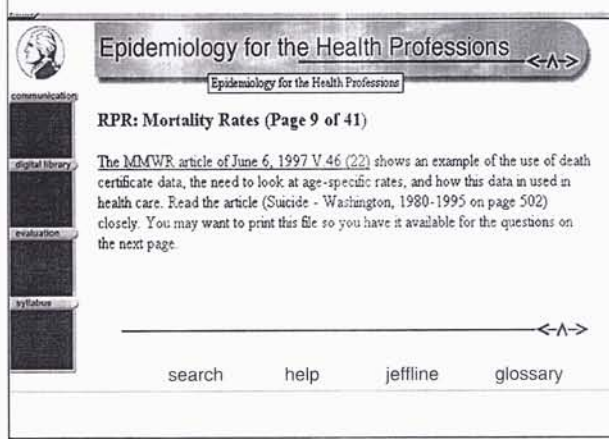 Epidemiology for the Health Professions <-Λ->
Epidemiology for the Health Professions
communication
digital library
evaluation
syllabus
RPR: Mortality Rates (Page 9 of 41)
The MMWR article of June 6, 1997 V 46 (22) shows an example of the use of death
certificate data, the need to look at age-specific rates, and how this data in used in
health care. Read the article (Suicide - Washington, 1980-1995 on page 502)
closely. You may want to print this file so you have it available for the questions on
the next page.
<-Λ->
search help jeffline glossary